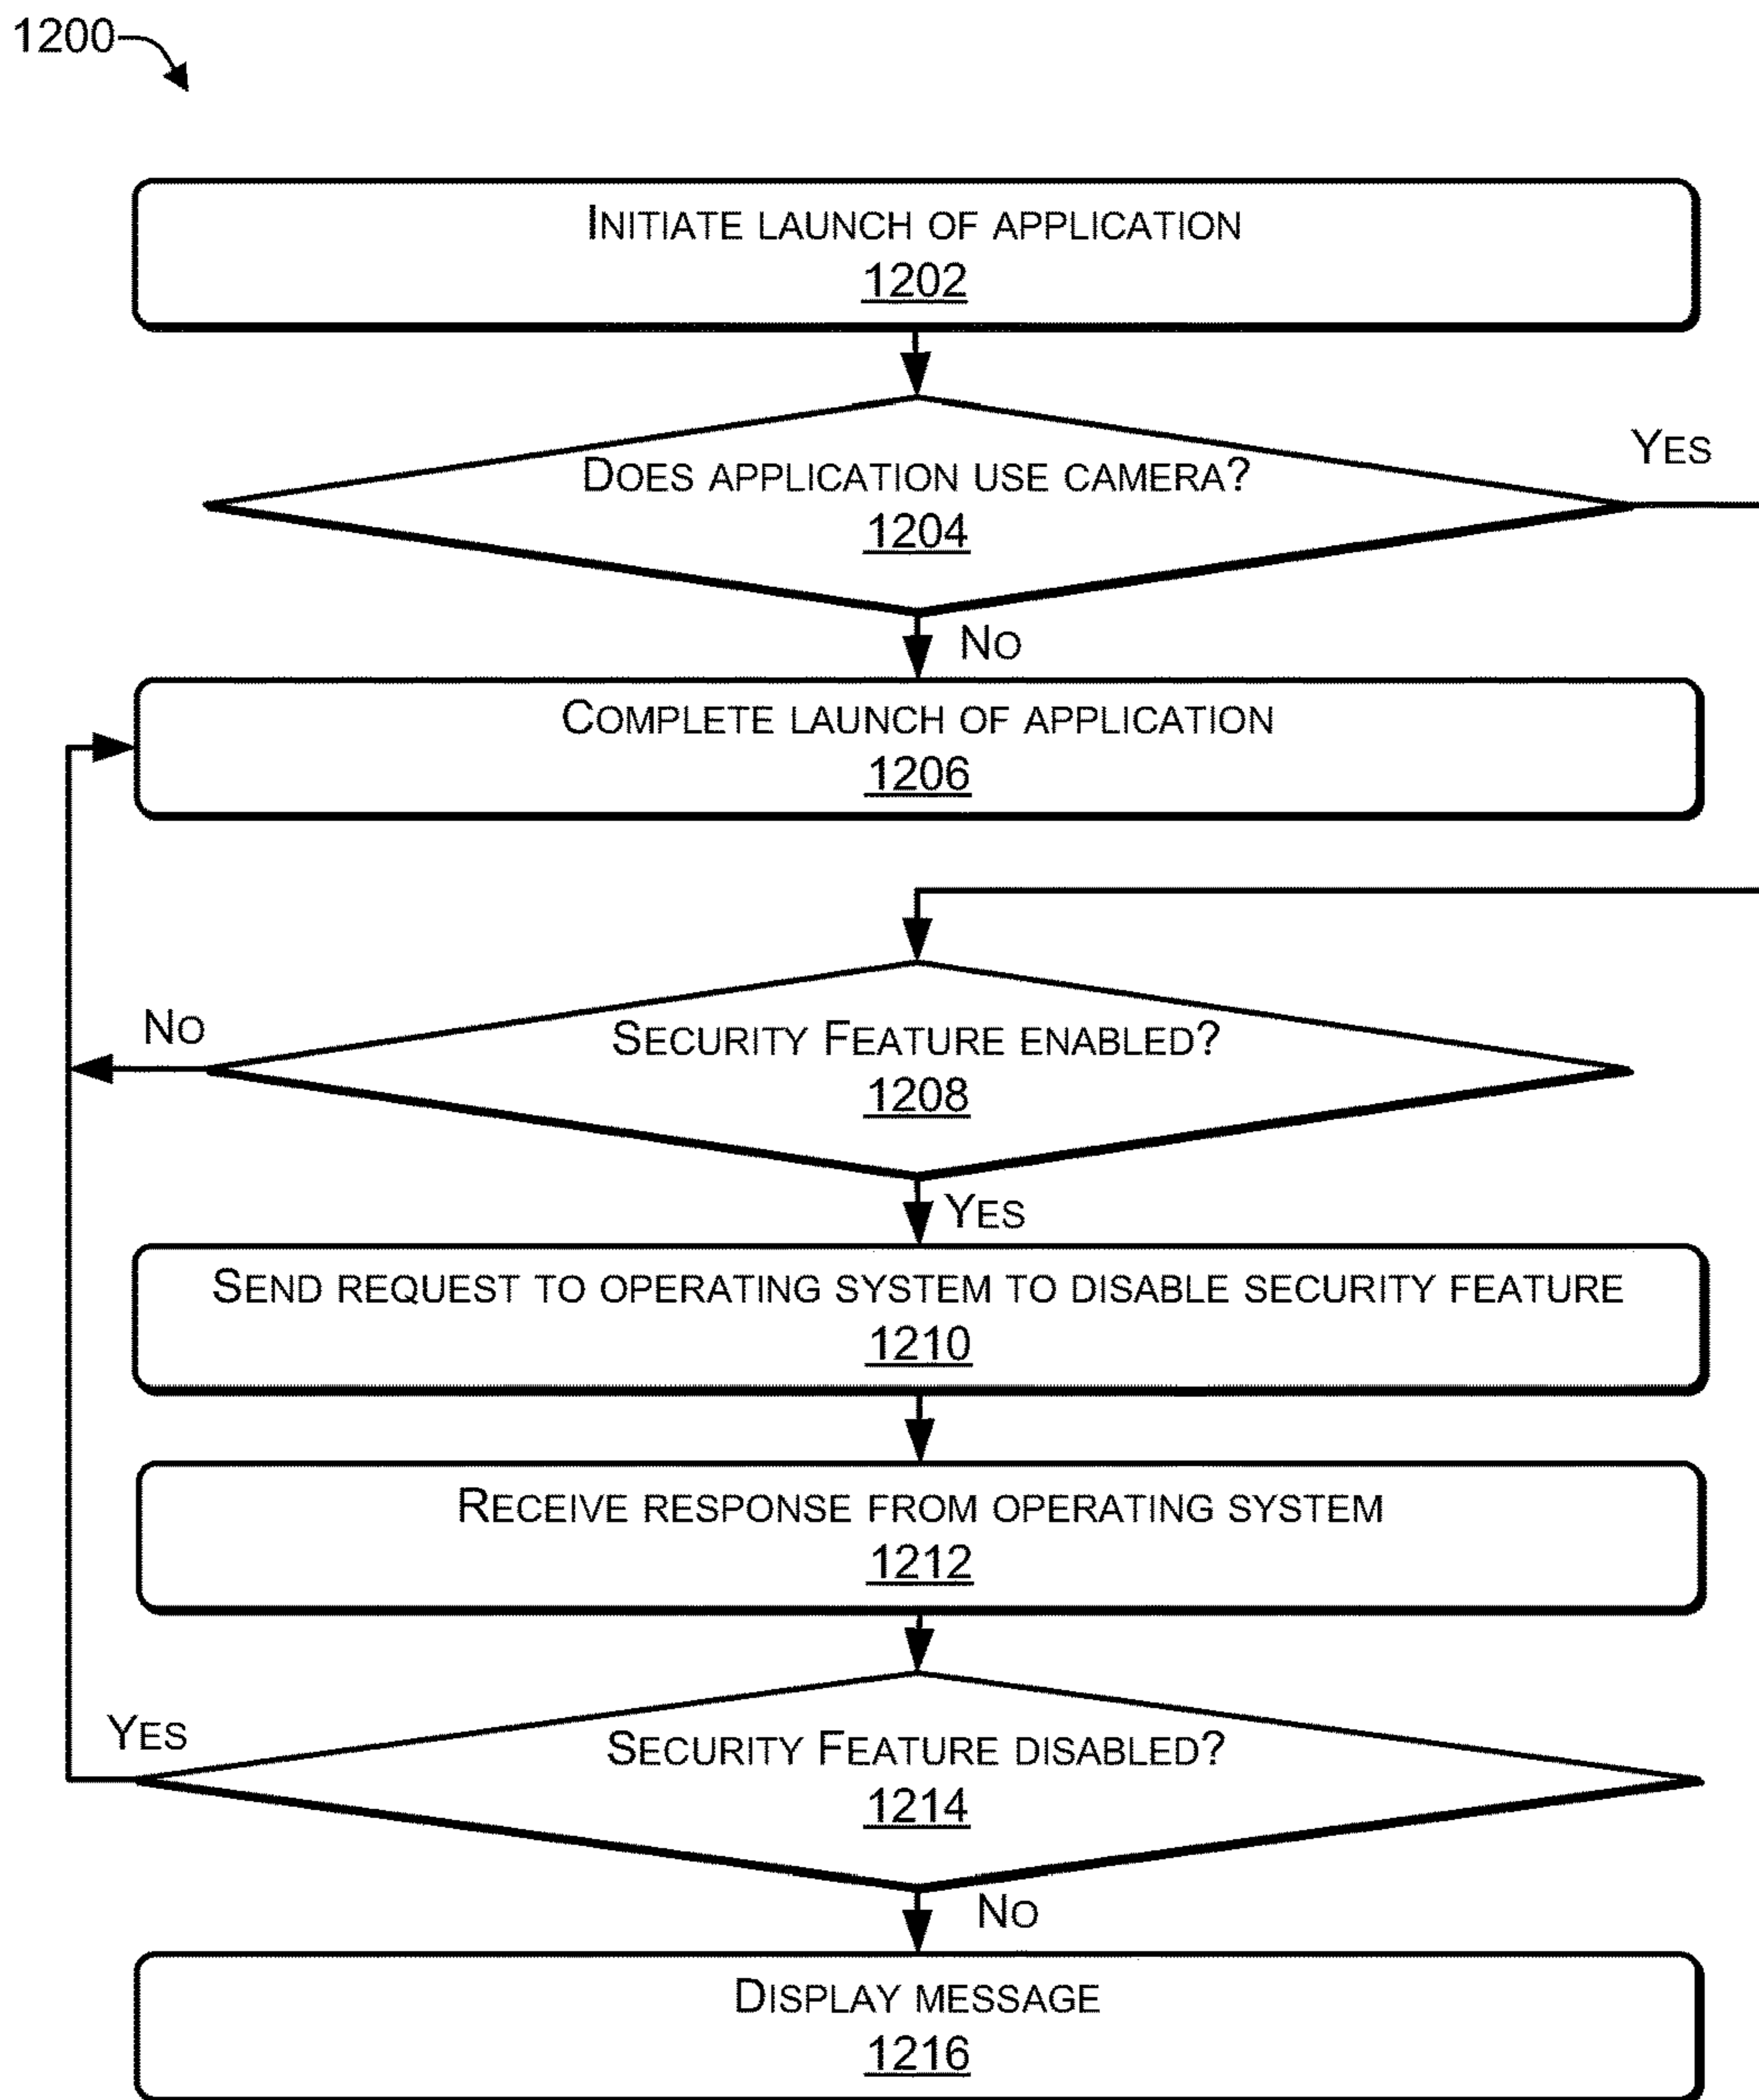 1200
INITIATE LAUNCH OF APPLICATION
1202
DOES APPLICATION USE CAMERA?
1204
YES
NO
COMPLETE LAUNCH OF APPLICATION
1206
NO
SECURITY FEATURE ENABLED?
1208
YES
SEND REQUEST TO OPERATING SYSTEM TO DISABLE SECURITY FEATURE
1210
RECEIVE RESPONSE FROM OPERATING SYSTEM
1212
YES
SECURITY FEATURE DISABLED?
1214
NO
DISPLAY MESSAGE
1216